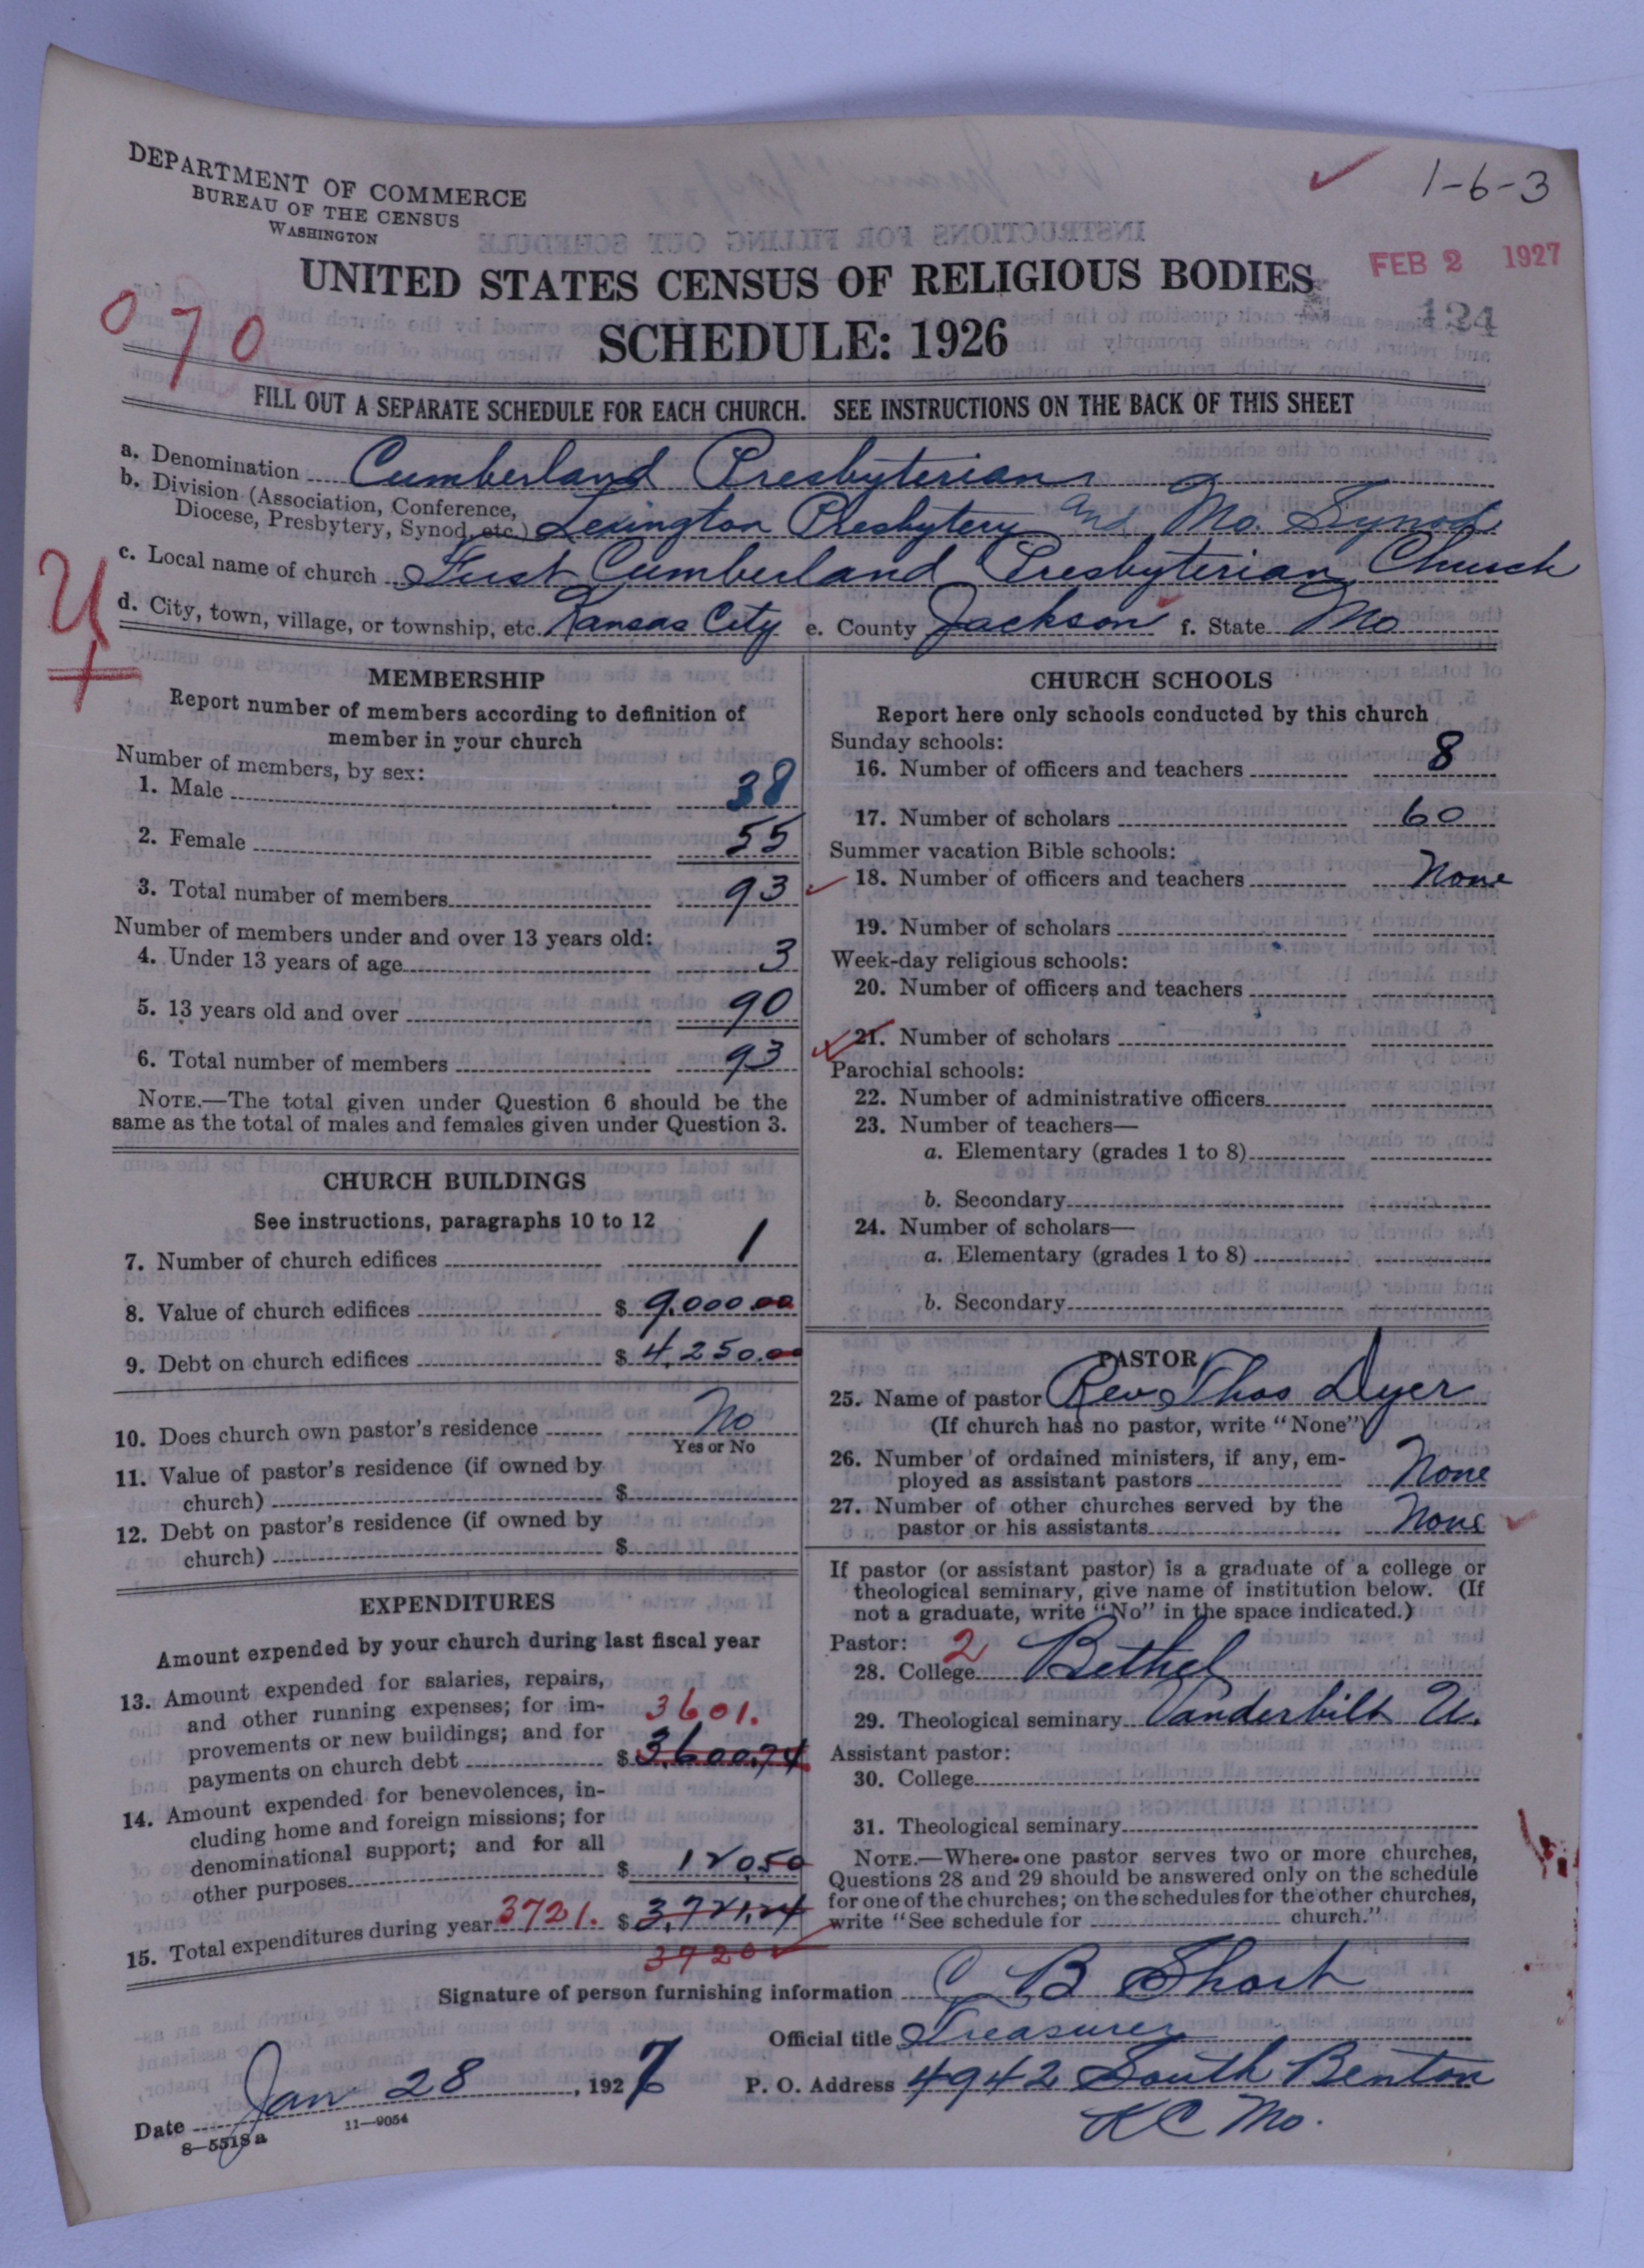 1-6-3
DEPARTMENT OF COMMERCE
BUREAU OF THE CENSUS
WASHINGTON
FEB 2 1927
124
UNITED STATES CENSUS OF RELIGIOUS BODIES
070
SCHEDULE: 1926
FILL OUT A SEPARATE SCHEDULE FOR EACH CHURCH. SEE INSTRUCTIONS ON THE BACK OF THIS SHEET
a. Denomination Cumberland Presbyterian
b. Division (Association, Conference,
Diocese, Presbytery, Synod, etc.) Lexington Presbytery and Mo. Synod
c. Local name of church First Cumberland Presbyterian Church
d. City, town, village, or township, etc. Kansas City e. County Jackson f. State Mo
MEMBERSHIP
Report number of members according to definition of
member in your church
Number of members, by sex:
1. Male 38
2. Female 55
3. Total number of members 93
Number of members under and over 13 years old:
4. Under 13 years of age 3
5. 13 years old and over 90
6. Total number of members 93
NOTE.—The total given under Question 6 should be the
same as the total of males and females given under Question 3.
CHURCH BUILDINGS
See instructions, paragraphs 10 to 12
7. Number of church edifices 1
8. Value of church edifices $ 9,000.00
9. Debt on church edifices $ 4,250.00
10. Does church own pastor's residence No
Yes or No
11. Value of pastor's residence (if owned by
church) $
12. Debt on pastor's residence (if owned by
church) $
EXPENDITURES
Amount expended by your church during last fiscal year
13. Amount expended for salaries, repairs,
and other running expenses; for im-
provements or new buildings; and for 3601.
payments on church debt $ 3,600.74
14. Amount expended for benevolences, in-
cluding home and foreign missions; for
denominational support; and for all
other purposes $ 120.50
15. Total expenditures during year 3721. $ 3,721.24
3720
CHURCH SCHOOLS
Report here only schools conducted by this church
Sunday schools:
16. Number of officers and teachers 8
17. Number of scholars 60
Summer vacation Bible schools:
18. Number of officers and teachers None
19. Number of scholars
Week-day religious schools:
20. Number of officers and teachers
21. Number of scholars
Parochial schools:
22. Number of administrative officers
23. Number of teachers—
a. Elementary (grades 1 to 8)
b. Secondary
24. Number of scholars—
a. Elementary (grades 1 to 8)
b. Secondary
PASTOR
25. Name of pastor Rev Thos Dyer
(If church has no pastor, write "None")
26. Number of ordained ministers, if any, em-
ployed as assistant pastors None
27. Number of other churches served by the
pastor or his assistants None
If pastor (or assistant pastor) is a graduate of a college or
theological seminary, give name of institution below. (If
not a graduate, write "No" in the space indicated.)
Pastor: 2
28. College Bethel
29. Theological seminary Vanderbilt U.
Assistant pastor:
30. College
31. Theological seminary
NOTE.—Where one pastor serves two or more churches,
Questions 28 and 29 should be answered only on the schedule
for one of the churches; on the schedules for the other churches,
write "See schedule for church."
Signature of person furnishing information C B Short
Official title Treasurer
Date Jan 28, 1927 P. O. Address 4942 South Benton
K C Mo.
8—5518a 11—9054